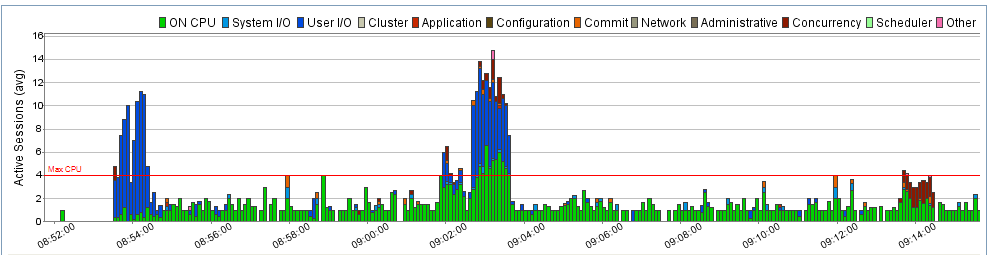 ON CPU System I/O User I/O Cluster Application Configuration Commit Network Administrative Concurrency Scheduler Other
Active Sessions (avg)
16
14
12
10
8
6
Max CPU
4
2
0
08:52:00 08:54:00 08:56:00 08:58:00 09:00:00 09:02:00 09:04:00 09:06:00 09:08:00 09:10:00 09:12:00 09:14:00